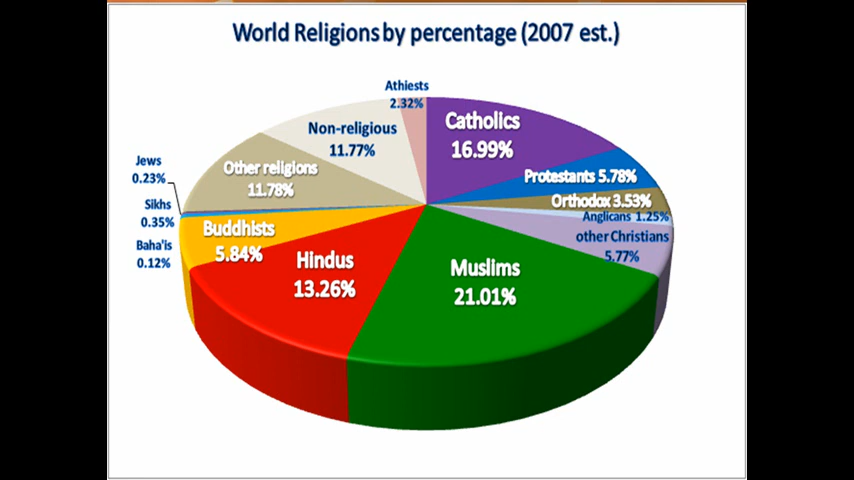 World Religions by percentage (2007 est.)
Athiests
2.32%
Catholics
16.99%
Non-religious
11.77%
Jews
0.23%
Other religions
11.78%
Protestants 5.78%
Orthodox 3.53%
Sikhs
0.35%
Anglicans 1.25%
Buddhists
5.84%
other Christians
5.77%
Baha'is
0.12%
Hindus
13.26%
Muslims
21.01%